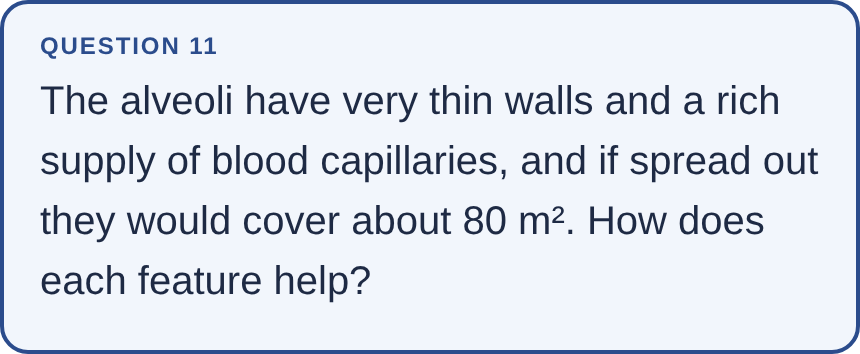 QUESTION 11
The alveoli have very thin walls and a rich
supply of blood capillaries, and if spread out
they would cover about 80 m². How does
each feature help?